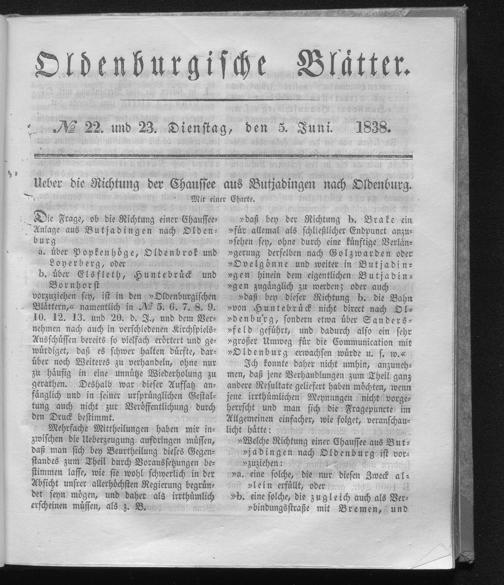 Oldenburgische Blätter.
№ 22. und 23. Dienstag, den 5. Juni. 1838.
Ueber die Richtung der Chaussee aus Butjadingen nach Oldenburg.
Mit einer Charte.
Die Frage, ob die Richtung einer Chaussee-
Anlage aus Butjadingen nach Olden-
burg
a. über Popkenhöge, Oldenbrok und
Loyerberg, oder
b. über Elsfleth, Huntebrück und
Bornhorst
vorzuziehen sey, ist in den »Oldenburgischen
Blättern,« namentlich in № 5. 6. 7. 8. 9.
10. 12. 13. und 20. d. J., und dem Ver-
nehmen nach auch in verschiedenen Kirchspiels-
Ausschüssen bereits so vielfach erörtert und ge-
würdiget, daß es schwer halten dürfte, dar-
über noch Weiteres zu verhandeln, ohne nur
zu häufig in eine unnütze Wiederholung zu
gerathen. Deshalb war dieser Aufsatz an-
fänglich und in seiner ursprünglichen Gestal-
tung auch nicht zur Veröffentlichung durch
den Druck bestimmt.
Mehrfache Mittheilungen haben mir in-
zwischen die Ueberzeugung aufdringen müssen,
daß man sich bey Beurtheilung dieses Gegen-
standes zum Theil durch Voraussetzungen be-
stimmen lasse, wie sie wohl schwerlich in der
Absicht unsrer allerhöchsten Regierung begrün-
det seyn mögen, und daher als irrthümlich
erscheinen müssen, als z. B.
»daß bey der Richtung b. Brake ein
»für allemal als schließlicher Endpunct anzu-
»sehen sey, ohne durch eine künftige Verlän-
»gerung derselben nach Golzwarden oder
»Ovelgönne und weiter in Butjadin-
»gen hinein dem eigentlichen Butjadin-
»gen zugänglich zu werden; oder auch
»daß bey dieser Richtung b. die Bahn
»von Huntebrück nicht direct nach Ol-
»denburg, sondern etwa über Sanders-
»feld geführt, und dadurch also ein sehr
»großer Umweg für die Communication mit
»Oldenburg erwachsen würde u. s. w.«
Ich konnte daher nicht umhin, anzuneh-
men, daß jene Verhandlungen zum Theil ganz
andere Resultate geliefert haben möchten, wenn
jene irrthümlichen Meynungen nicht vorge-
herrscht und man sich die Fragepuncte im
Allgemeinen einfacher, wie folget, veranschau-
licht hätte:
»Welche Richtung einer Chaussee aus But-
»jadingen nach Oldenburg ist vor-
»zuziehen:
»a. eine solche, die nur diesen Zweck al-
»lein erfüllt, oder
»b. eine solche, die zugleich auch als Ver-
»bindungsstraße mit Bremen, und